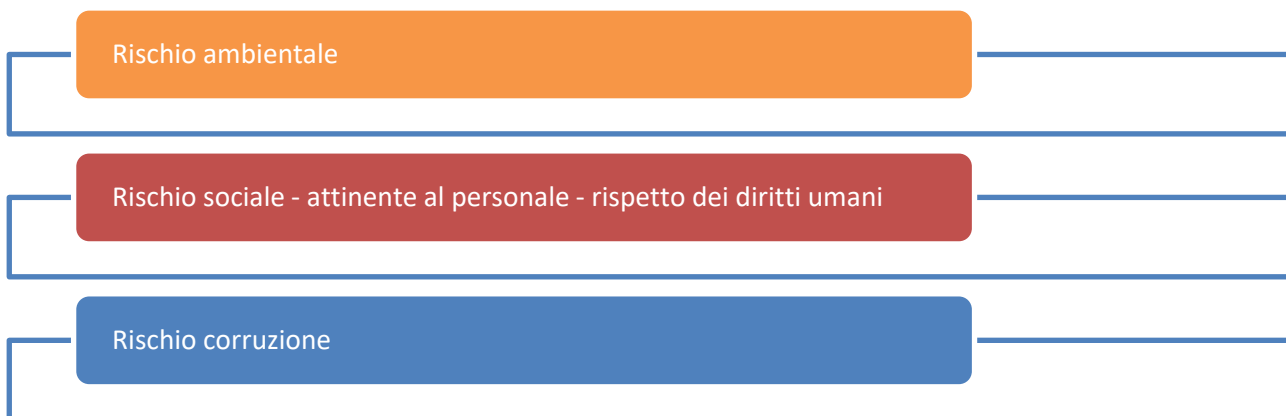 Rischio ambientale
Rischio sociale - attinente al personale - rispetto dei diritti umani
Rischio corruzione